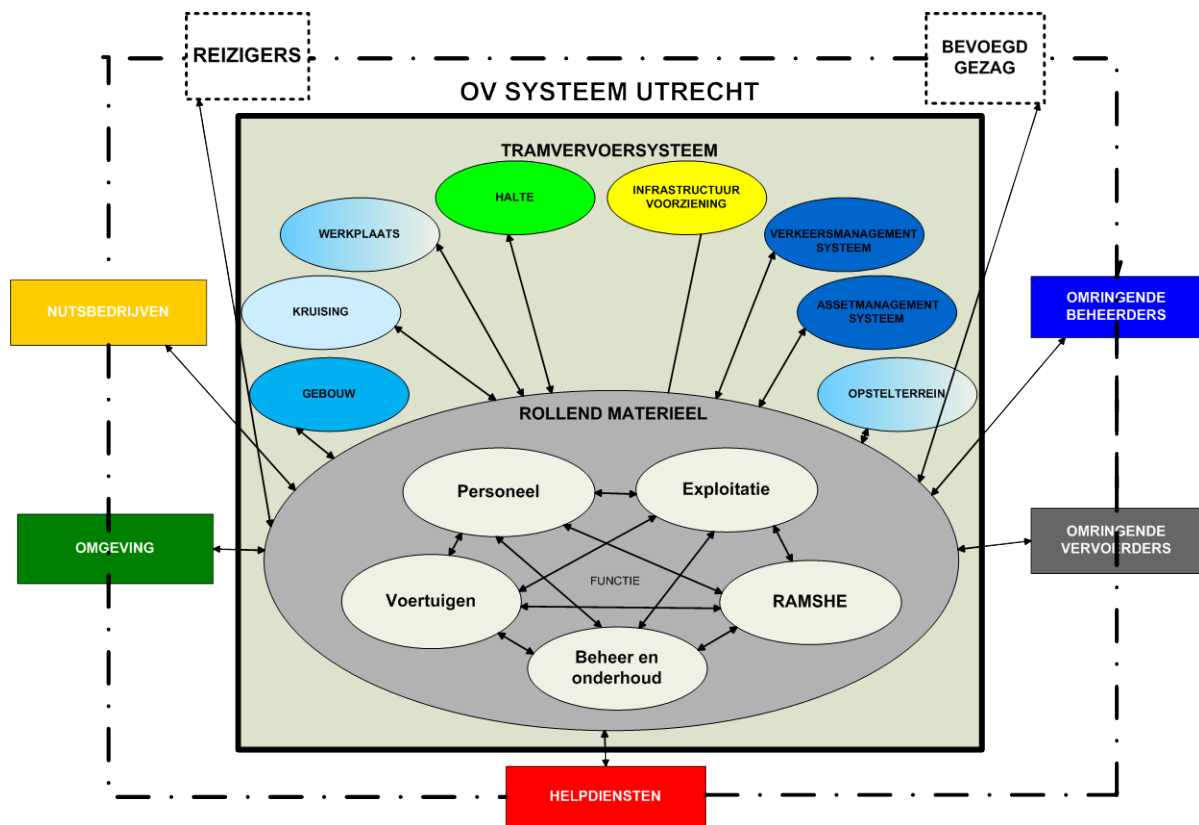 REIZIGERS
BEVOEGD
GEZAG
OV SYSTEEM UTRECHT
TRAMVERVOERSYSTEEM
HALTE
INFRASTRUCTUUR
VOORZIENING
WERKPLAATS
VERKEERSMANAGEMENT
SYSTEEM
KRUISING
ASSETMANAGEMENT
SYSTEEM
NUTSBEDRIJVEN
OMRINGENDE
BEHEERDERS
GEBOUW
OPSTELTERREIN
ROLLEND MATERIEEL
Personeel
Exploitatie
OMGEVING
OMRINGENDE
VERVOERDERS
FUNCTIE
Voertuigen
RAMSHE
Beheer en
onderhoud
HELPDIENSTEN